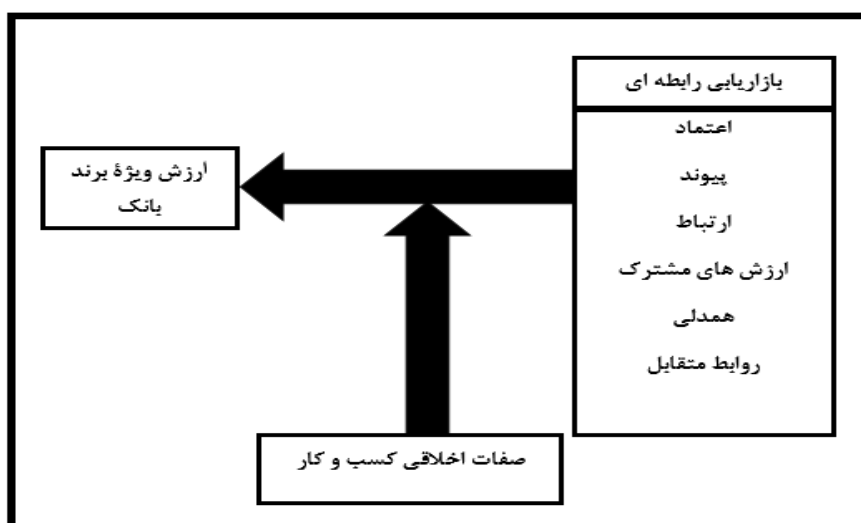 بازاریابی رابطه ای
اعتماد
پیوند
ارتباط
ارزش های مشترک
همدلی
روابط متقابل
ارزش ویژۀ برند
بانک
صفات اخلاقی کسب و کار